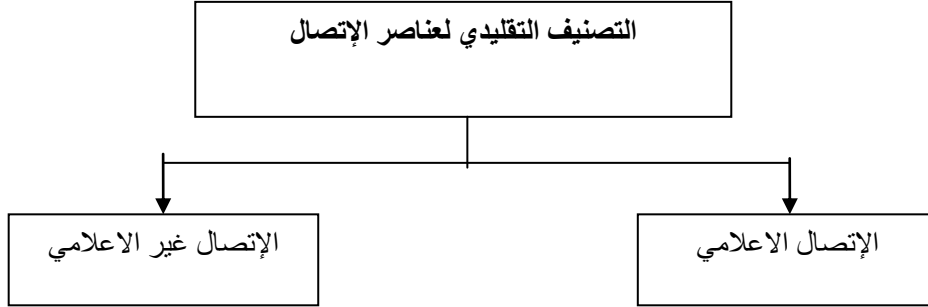 التصنيف التقليدي لعناصر الإتصال
الإتصال الاعلامي
الإتصال غير الاعلامي